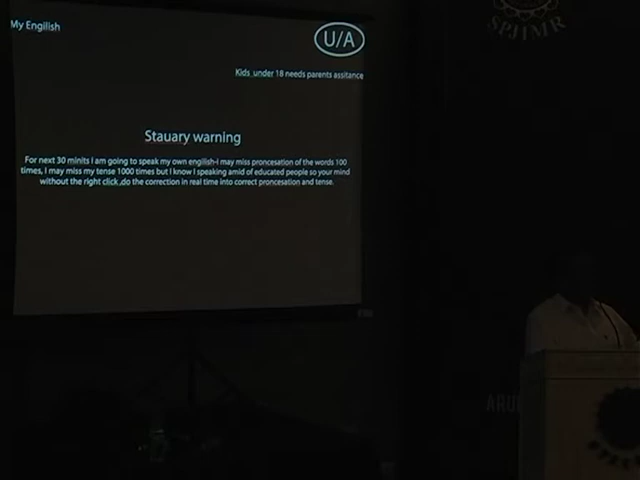 My Engilish
U/A
Kids under 18 needs parents assitance
Stauary warning
For next 30 minits I am going to speak my own english-I may miss proncesation of the words 100
times, I may miss my tense 1000 times but I know I speaking amid of educated people so your mind
without the right click ,do the correction in real time into correct proncesation and tense.
SPJIMR